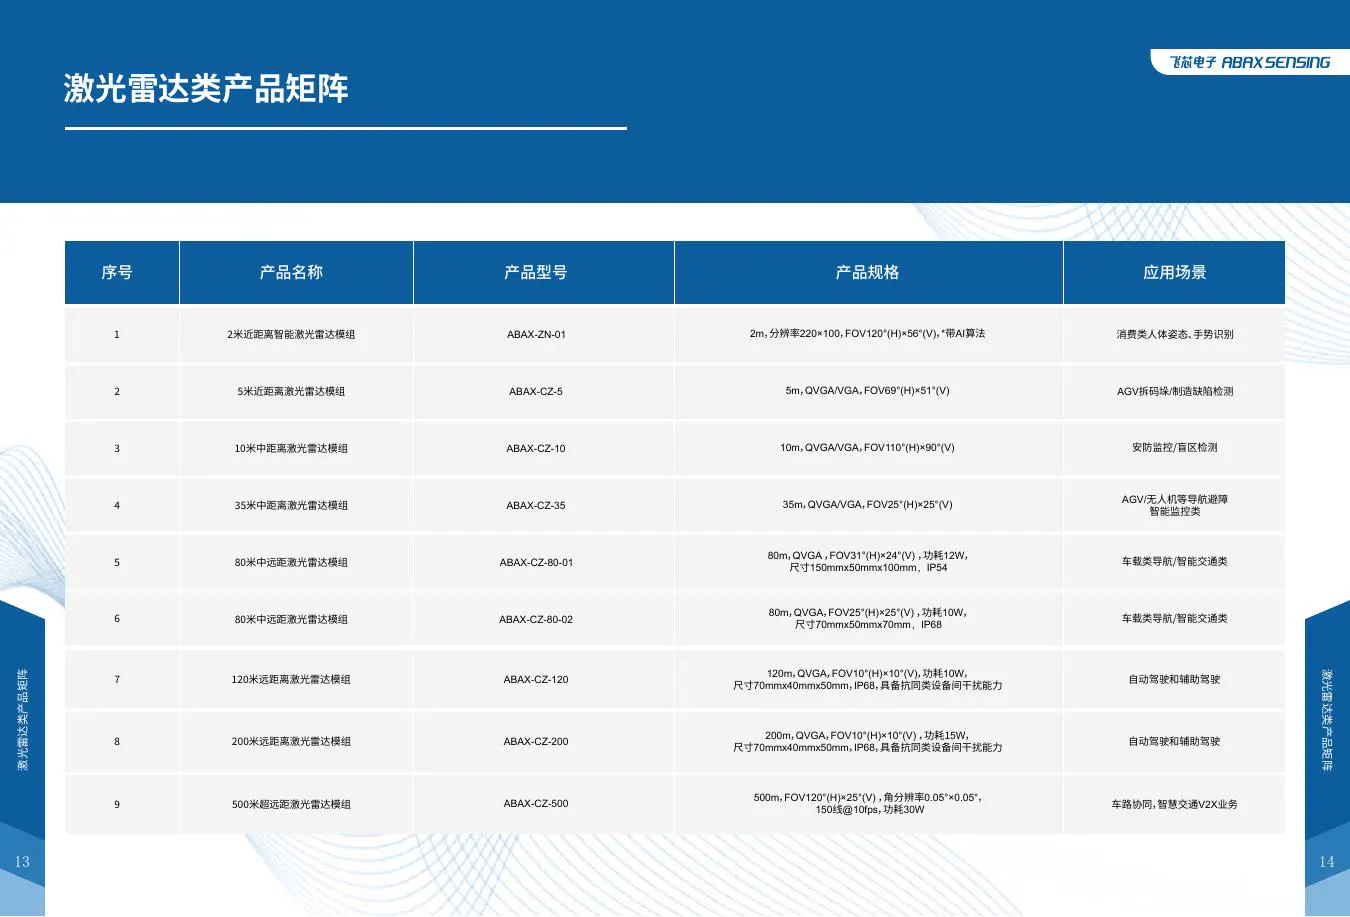 激光雷达类产品矩阵
飞芯电子 ABAXSENSING
序号 产品名称 产品型号 产品规格 应用场景
1 2米近距离智能激光雷达模组 ABAX-ZN-01 2m，分辨率220×100，FOV120°(H)×56°(V)，*带AI算法 消费类人体姿态、手势识别
2 5米近距离激光雷达模组 ABAX-CZ-5 5m，QVGA/VGA，FOV69°(H)×51°(V) AGV拆码垛/制造缺陷检测
3 10米中距离激光雷达模组 ABAX-CZ-10 10m，QVGA/VGA，FOV110°(H)×90°(V) 安防监控/盲区检测
4 35米中距离激光雷达模组 ABAX-CZ-35 35m，QVGA/VGA，FOV25°(H)×25°(V) AGV/无人机等导航避障
智能监控类
5 80米中远距激光雷达模组 ABAX-CZ-80-01 80m，QVGA ，FOV31°(H)×24°(V) ，功耗12W，
尺寸150mmx50mmx100mm，IP54
车载类导航/智能交通类
6 80米中远距激光雷达模组 ABAX-CZ-80-02 80m，QVGA，FOV25°(H)×25°(V) ，功耗10W，
尺寸70mmx50mmx70mm，IP68
车载类导航/智能交通类
7 120米远距离激光雷达模组 ABAX-CZ-120 120m，QVGA，FOV10°(H)×10°(V)，功耗10W，
尺寸70mmx40mmx50mm，IP68，具备抗同类设备间干扰能力
自动驾驶和辅助驾驶
8 200米远距离激光雷达模组 ABAX-CZ-200 200m，QVGA，FOV10°(H)×10°(V) ，功耗15W，
尺寸70mmx40mmx50mm，IP68，具备抗同类设备间干扰能力
自动驾驶和辅助驾驶
9 500米超远距激光雷达模组 ABAX-CZ-500 500m，FOV120°(H)×25°(V) ，角分辨率0.05°×0.05°，
150线@10fps，功耗30W
车路协同，智慧交通V2X业务
激光雷达类产品矩阵
13
激光雷达类产品矩阵
14